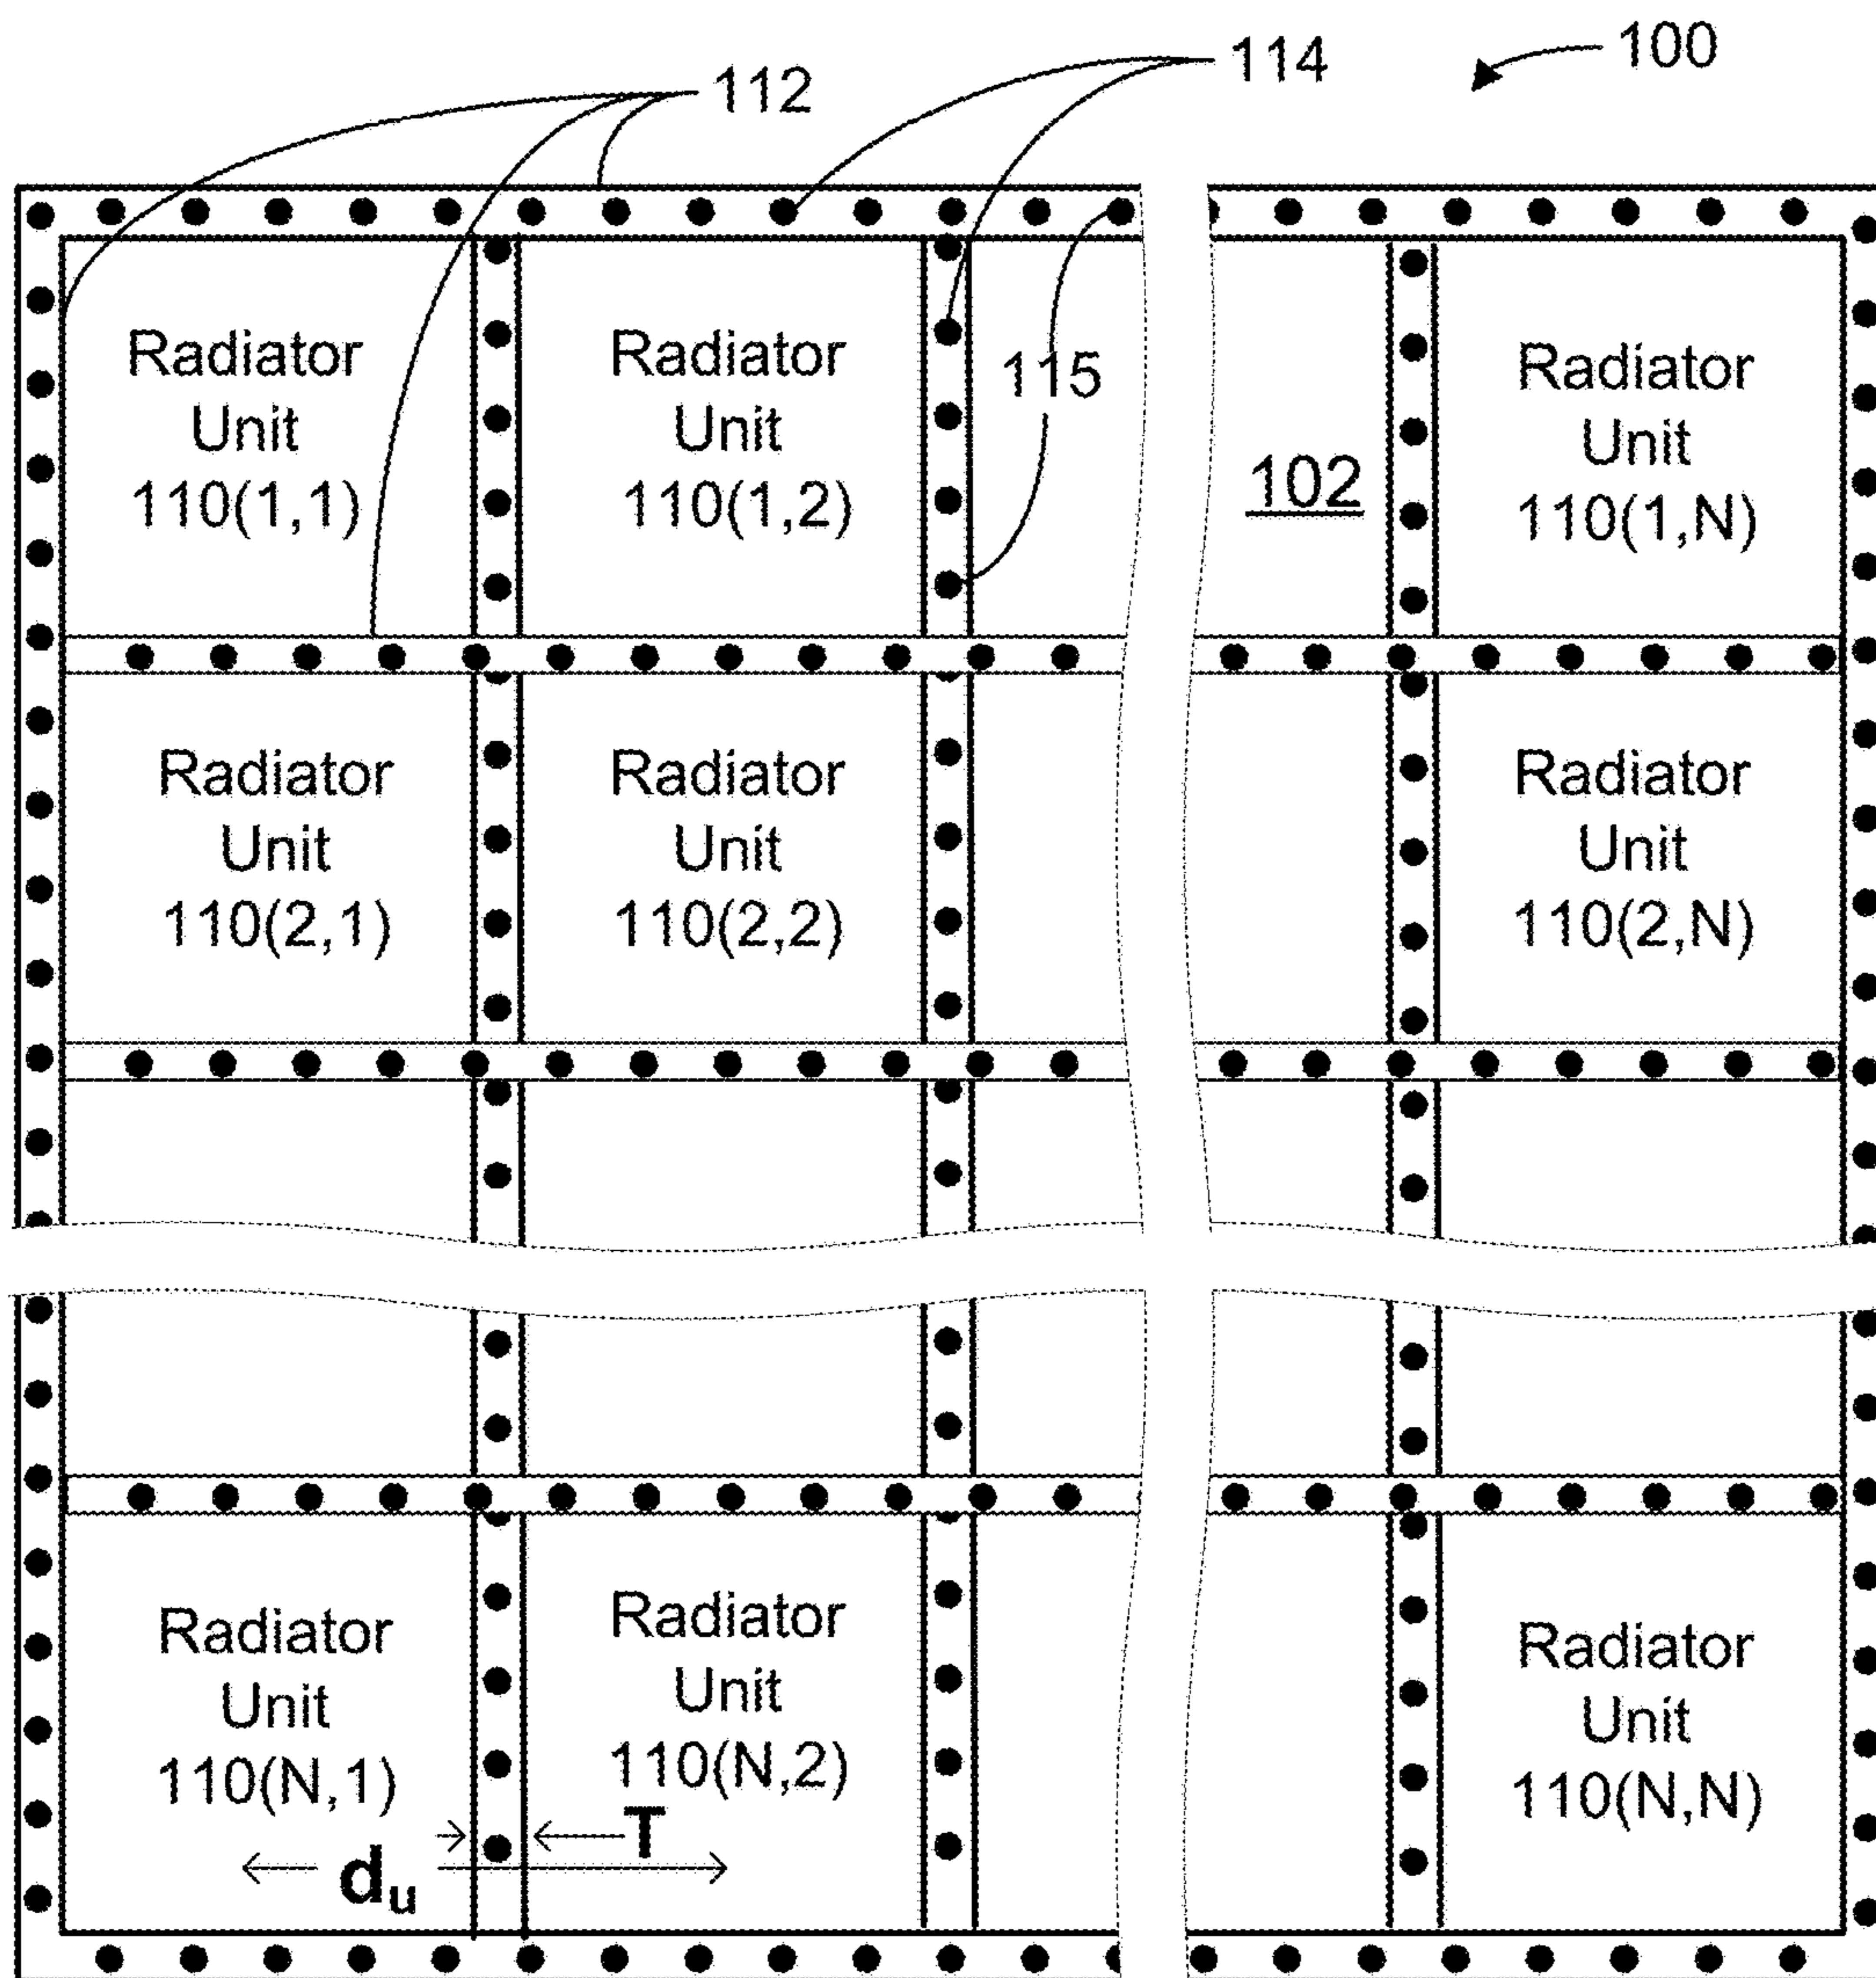 112
114
100
Radiator
Unit
110(1,1)
Radiator
Unit
110(1,2)
115
102
Radiator
Unit
110(1,N)
Radiator
Unit
110(2,1)
Radiator
Unit
110(2,2)
Radiator
Unit
110(2,N)
Radiator
Unit
110(N,1)
Radiator
Unit
110(N,2)
Radiator
Unit
110(N,N)
T
du